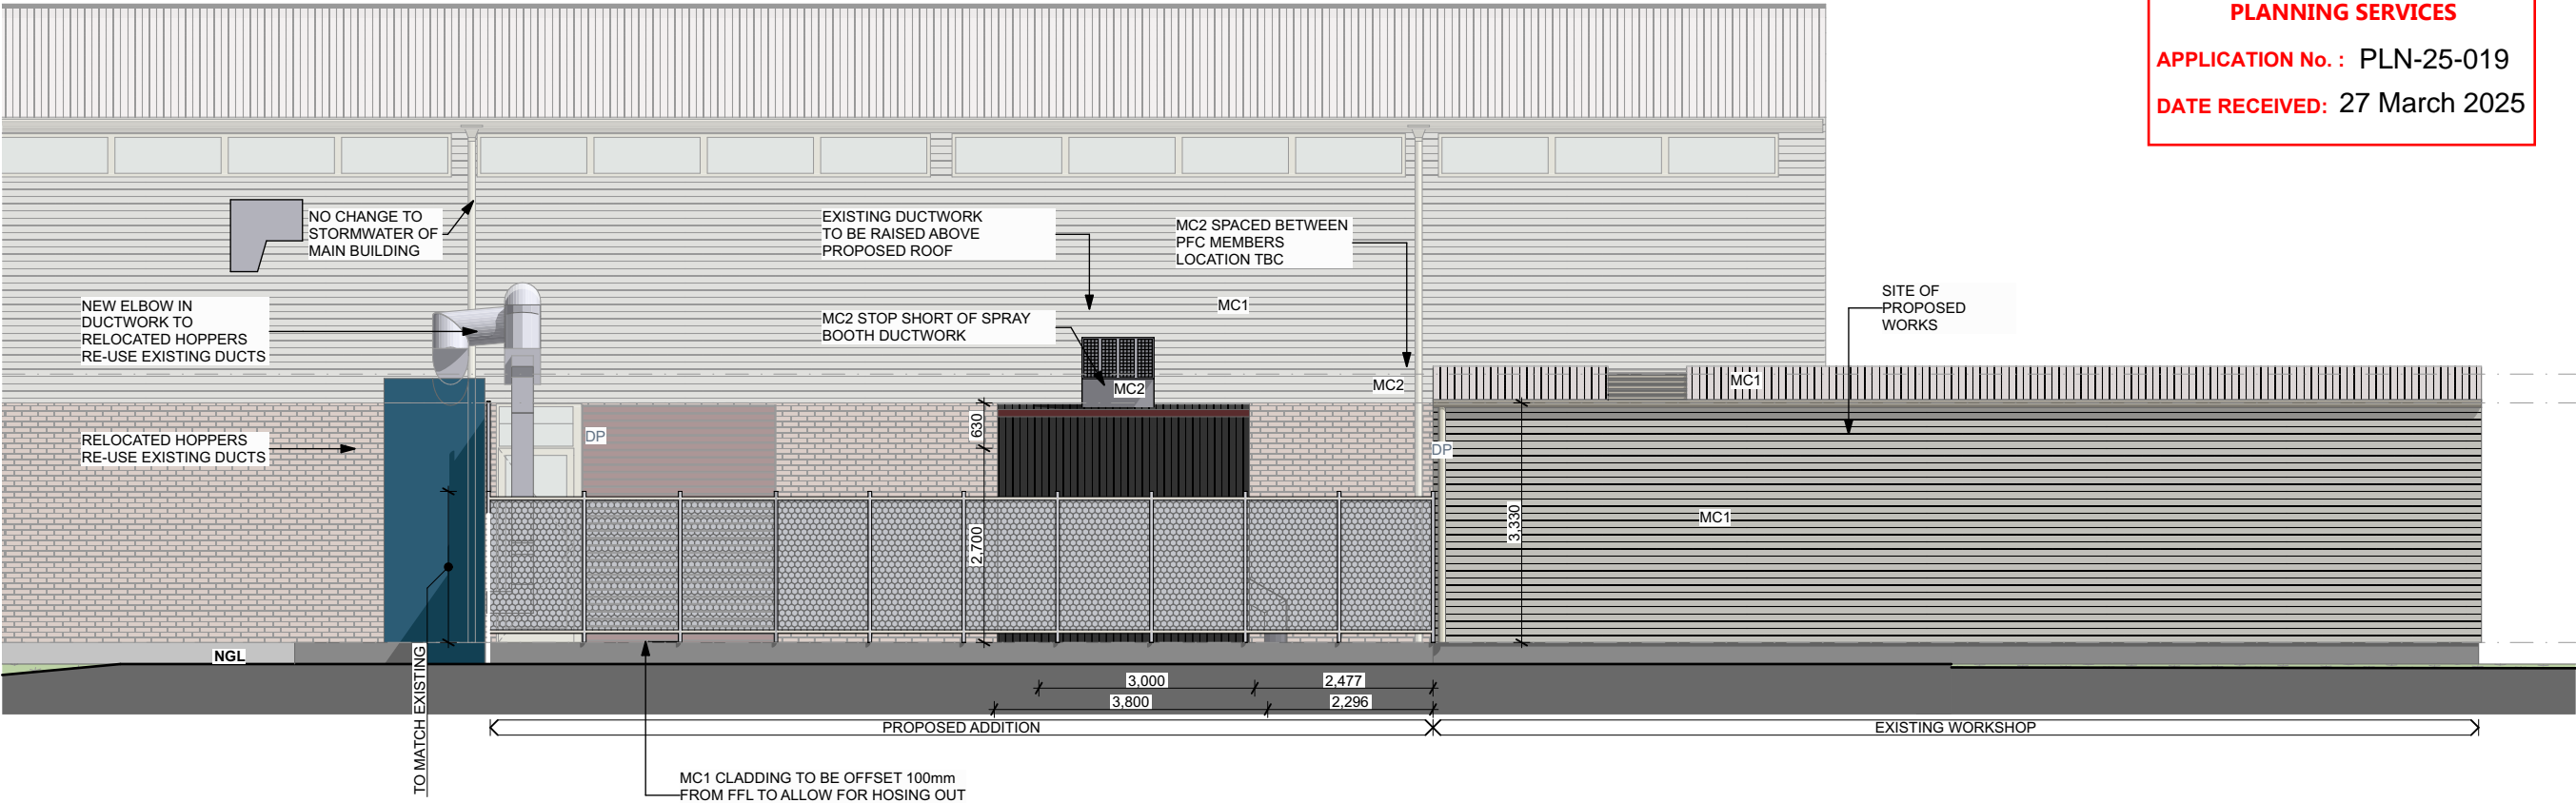 PLANNING SERVICES
APPLICATION No. : PLN-25-019
DATE RECEIVED: 27 March 2025
NO CHANGE TO
STORMWATER OF
MAIN BUILDING
EXISTING DUCTWORK
TO BE RAISED ABOVE
PROPOSED ROOF
MC2 SPACED BETWEEN
PFC MEMBERS
LOCATION TBC
SITE OF
PROPOSED
WORKS
NEW ELBOW IN
DUCTWORK TO
RELOCATED HOPPERS
RE-USE EXISTING DUCTS
MC2 STOP SHORT OF SPRAY
BOOTH DUCTWORK
MC1
MC2
MC2
MC1
RELOCATED HOPPERS
RE-USE EXISTING DUCTS
DP
630
DP
2,700
3,330
MC1
NGL
TO MATCH EXISTING
3,000
2,477
3,800
2,296
PROPOSED ADDITION
EXISTING WORKSHOP
MC1 CLADDING TO BE OFFSET 100mm
FROM FFL TO ALLOW FOR HOSING OUT